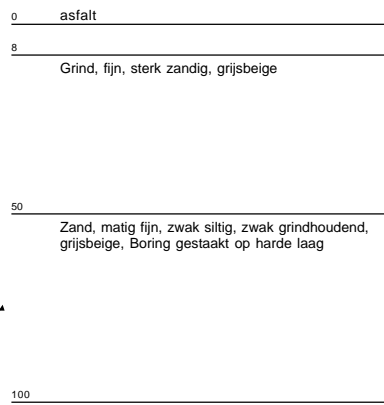 0 asfalt
8
Grind, fijn, sterk zandig, grijsbeige
50
Zand, matig fijn, zwak siltig, zwak grindhoudend,
grijsbeige, Boring gestaakt op harde laag
100